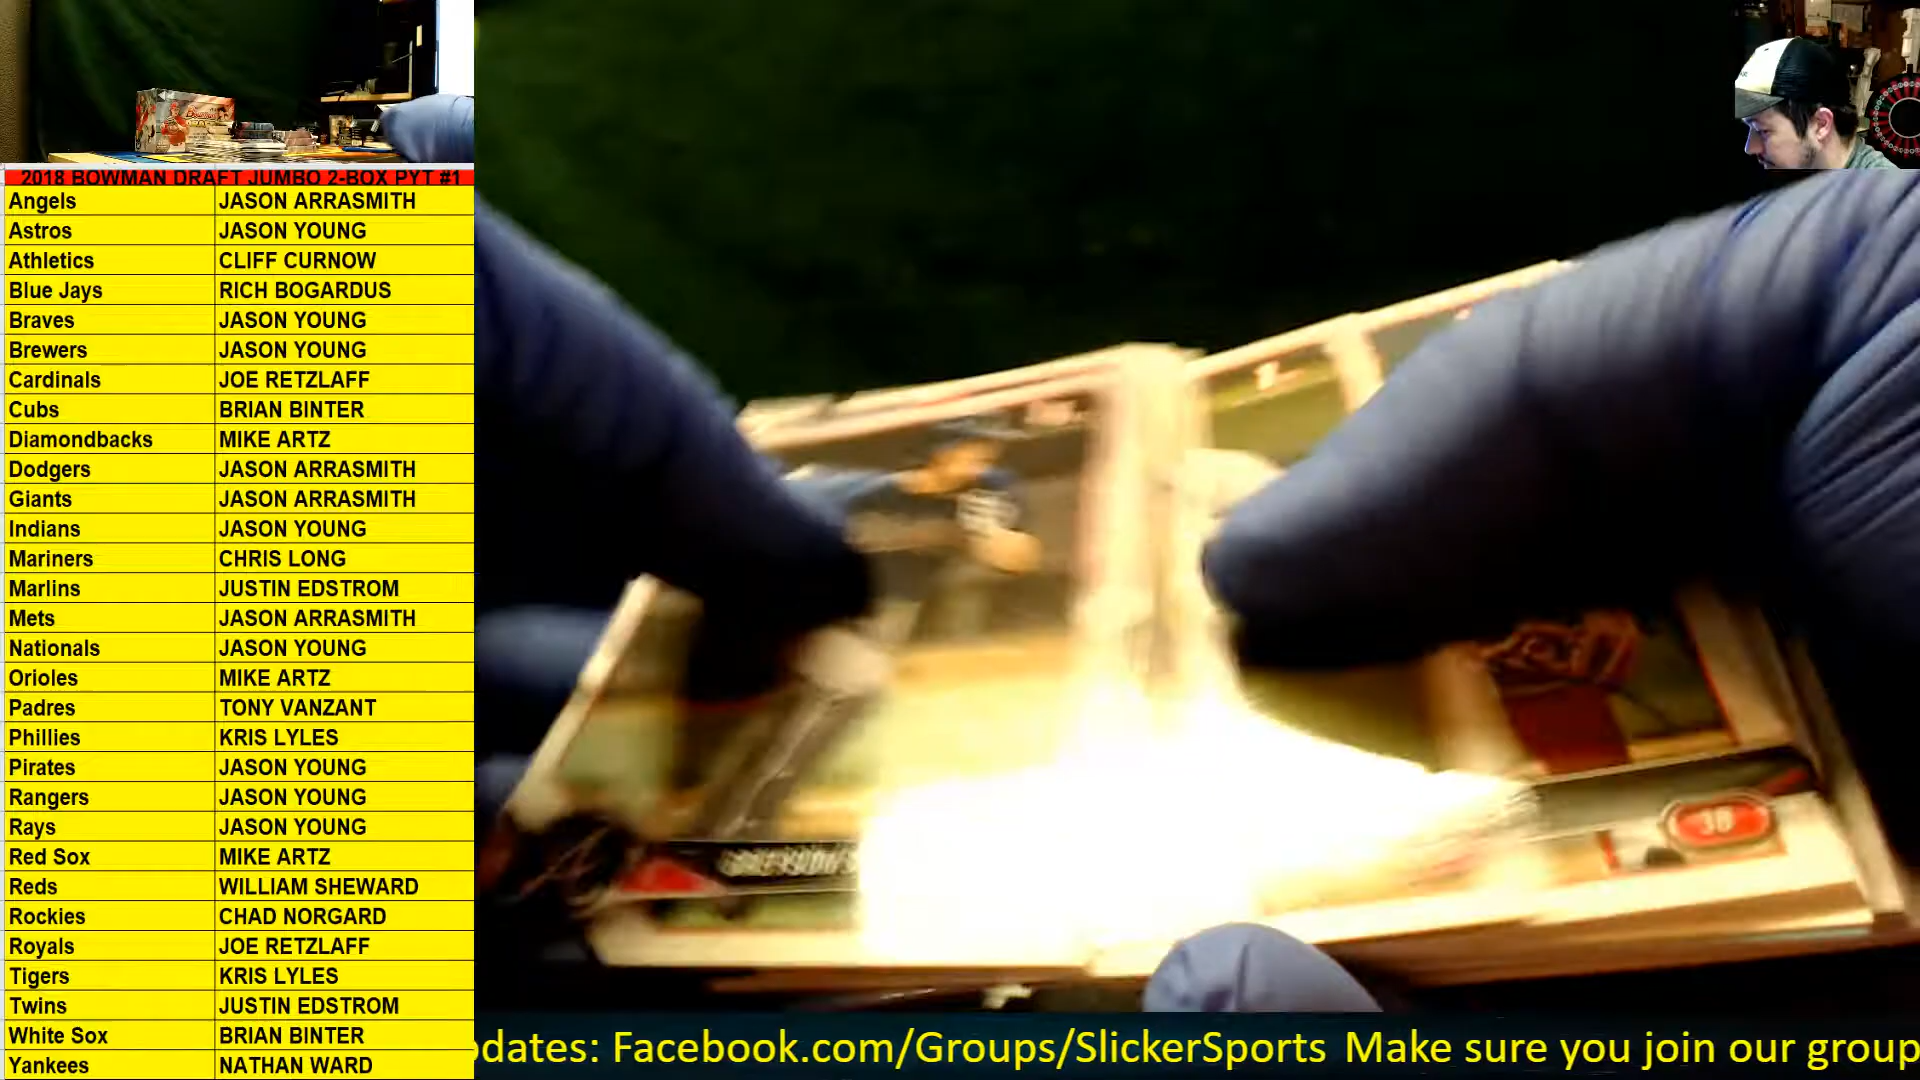 2018 BOWMAN DRAFT JUMBO 2-BOX PYT #1
Angels JASON ARRASMITH
Astros JASON YOUNG
Athletics CLIFF CURNOW
Blue Jays RICH BOGARDUS
Braves JASON YOUNG
Brewers JASON YOUNG
Cardinals JOE RETZLAFF
Cubs BRIAN BINTER
Diamondbacks MIKE ARTZ
Dodgers JASON ARRASMITH
Giants JASON ARRASMITH
Indians JASON YOUNG
Mariners CHRIS LONG
Marlins JUSTIN EDSTROM
Mets JASON ARRASMITH
Nationals JASON YOUNG
Orioles MIKE ARTZ
Padres TONY VANZANT
Phillies KRIS LYLES
Pirates JASON YOUNG
Rangers JASON YOUNG
Rays JASON YOUNG
Red Sox MIKE ARTZ
Reds WILLIAM SHEWARD
Rockies CHAD NORGARD
Royals JOE RETZLAFF
Tigers KRIS LYLES
Twins JUSTIN EDSTROM
White Sox BRIAN BINTER
Yankees NATHAN WARD
dates: Facebook.com/Groups/SlickerSports Make sure you join our group